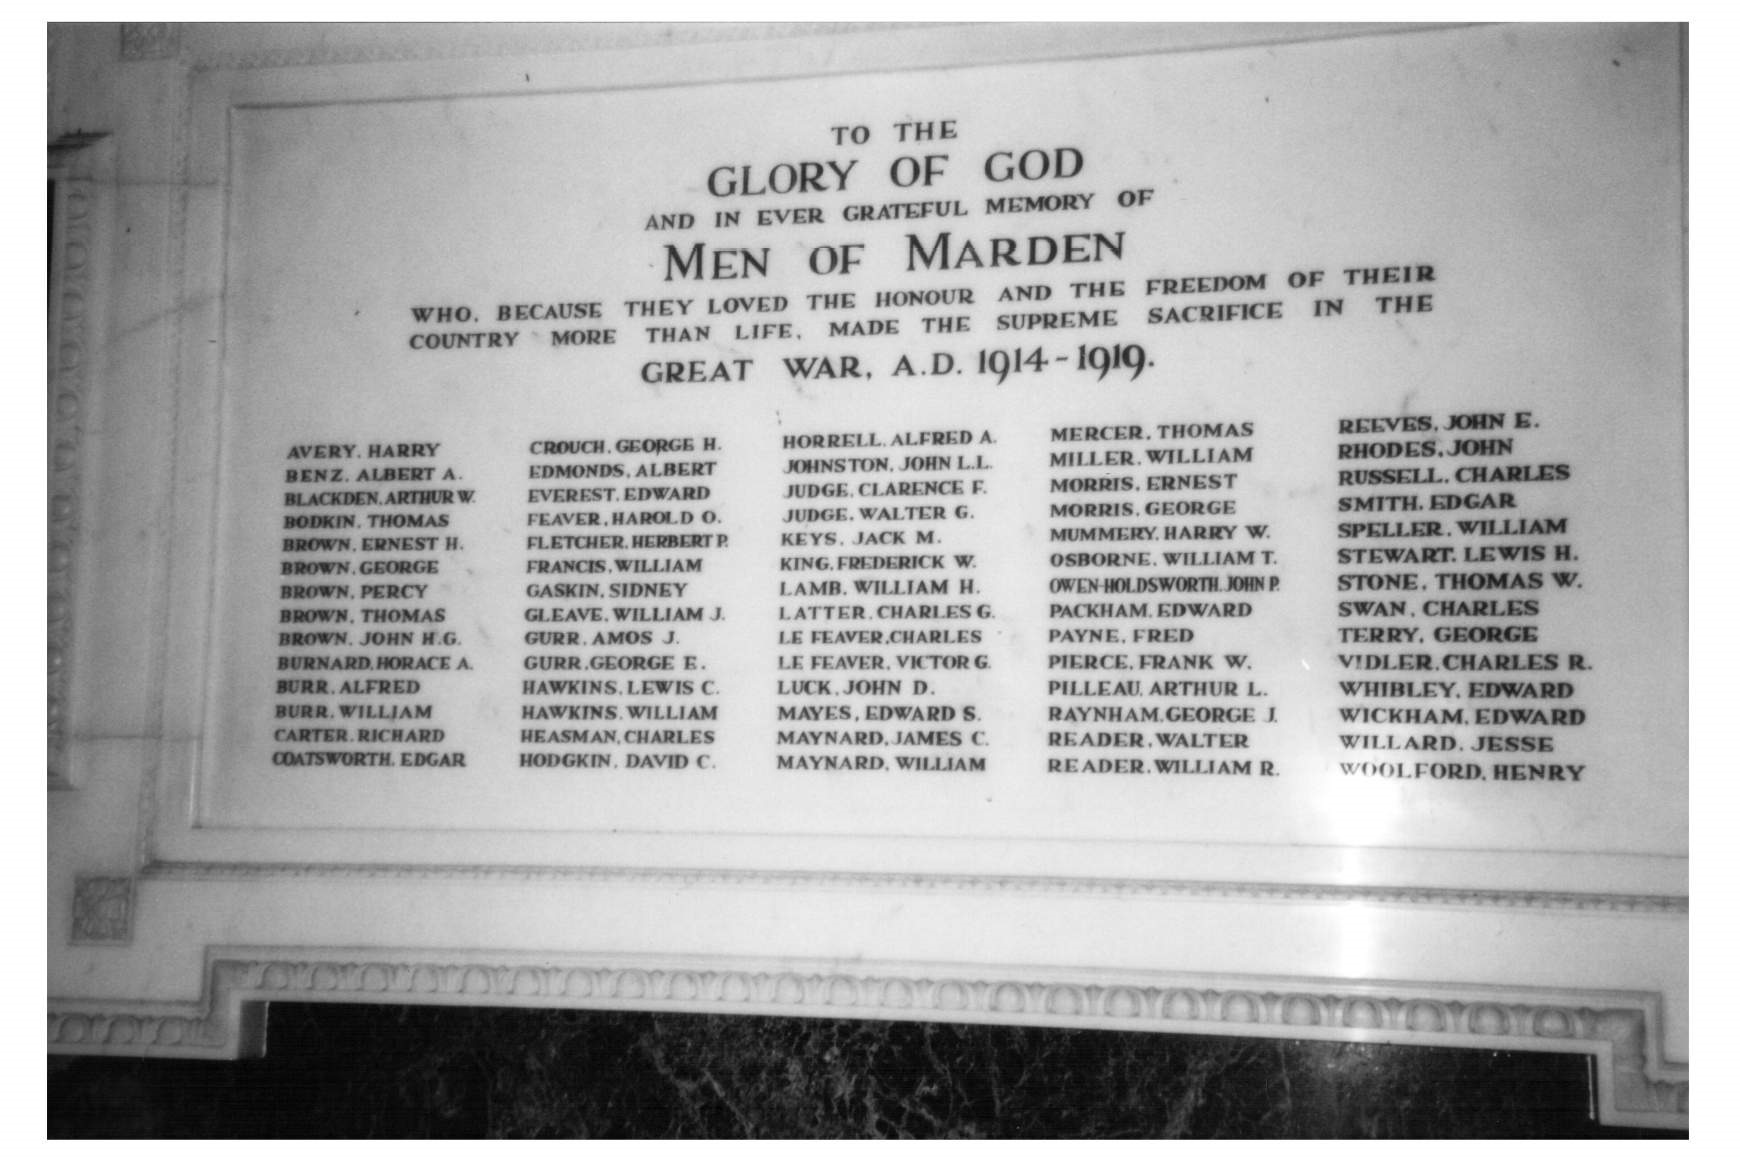 TO THE
GLORY OF GOD
AND IN EVER GRATEFUL MEMORY OF
MEN OF MARDEN
WHO, BECAUSE THEY LOVED THE HONOUR AND THE FREEDOM OF THEIR
COUNTRY MORE THAN LIFE, MADE THE SUPREME SACRIFICE IN THE
GREAT WAR, A.D. 1914-1919.
AVERY, HARRY
BENZ, ALBERT A.
BLACKDEN, ARTHUR W.
BODKIN, THOMAS
BROWN, ERNEST H.
BROWN, GEORGE
BROWN, PERCY
BROWN, THOMAS
BROWN, JOHN H.G.
BURNARD, HORACE A.
BURR, ALFRED
BURR, WILLIAM
CARTER, RICHARD
COATSWORTH, EDGAR
CROUCH, GEORGE H.
EDMONDS, ALBERT
EVEREST, EDWARD
FEAVER, HAROLD O.
FLETCHER, HERBERT P.
FRANCIS, WILLIAM
GASKIN, SIDNEY
GLEAVE, WILLIAM J.
GURR, AMOS J.
GURR, GEORGE E.
HAWKINS, LEWIS C.
HAWKINS, WILLIAM
HEASMAN, CHARLES
HODGKIN, DAVID C.
HORRELL, ALFRED A.
JOHNSTON, JOHN L.L.
JUDGE, CLARENCE F.
JUDGE, WALTER G.
KEYS, JACK M.
KING, FREDERICK W.
LAMB, WILLIAM H.
LATTER, CHARLES G.
LE FEAVER, CHARLES
LE FEAVER, VICTOR G.
LUCK, JOHN D.
MAYES, EDWARD S.
MAYNARD, JAMES C.
MAYNARD, WILLIAM
MERCER, THOMAS
MILLER, WILLIAM
MORRIS, ERNEST
MORRIS, GEORGE
MUMMERY, HARRY W.
OSBORNE, WILLIAM T.
OWEN-HOLDSWORTH, JOHN P.
PACKHAM, EDWARD
PAYNE, FRED
PIERCE, FRANK W.
PILLEAU, ARTHUR L.
RAYNHAM, GEORGE J.
READER, WALTER
READER, WILLIAM R.
REEVES, JOHN E.
RHODES, JOHN
RUSSELL, CHARLES
SMITH, EDGAR
SPELLER, WILLIAM
STEWART, LEWIS H.
STONE, THOMAS W.
SWAN, CHARLES
TERRY, GEORGE
VIDLER, CHARLES R.
WHIBLEY, EDWARD
WICKHAM, EDWARD
WILLARD, JESSE
WOOLFORD, HENRY